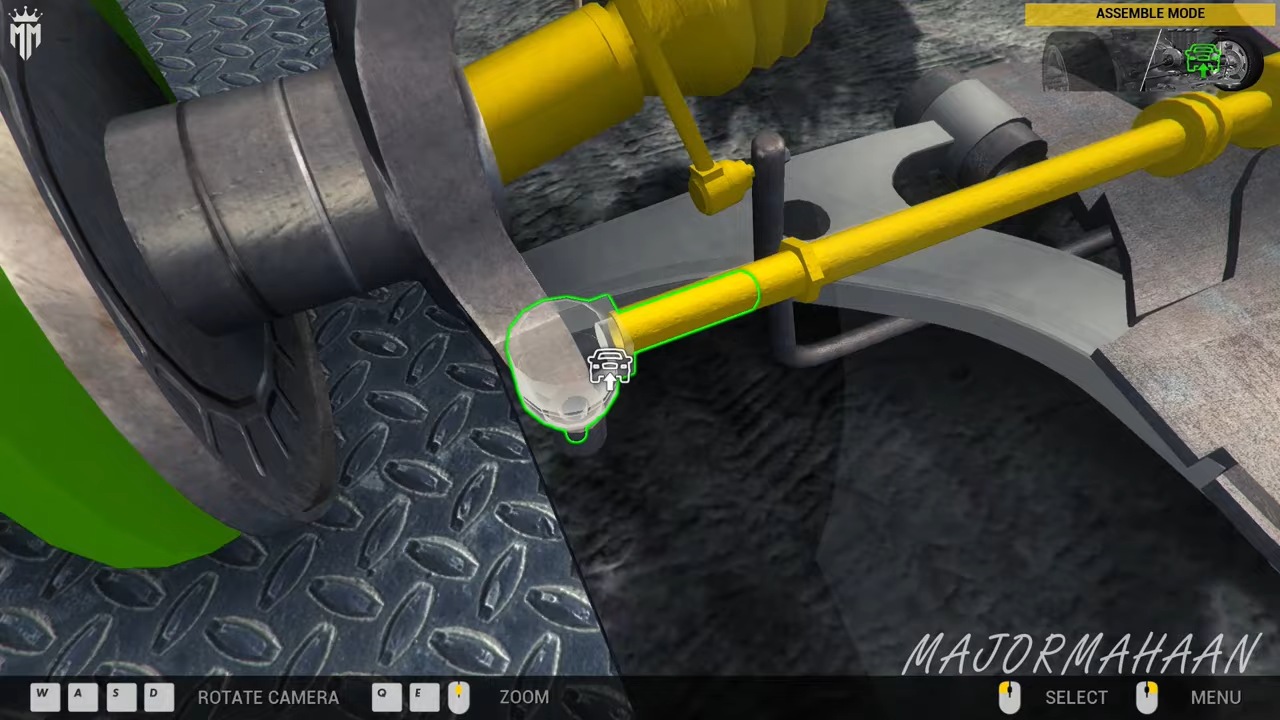 ASSEMBLE MODE
MAJORMAHAAN
W A S D ROTATE CAMERA Q E ZOOM SELECT MENU